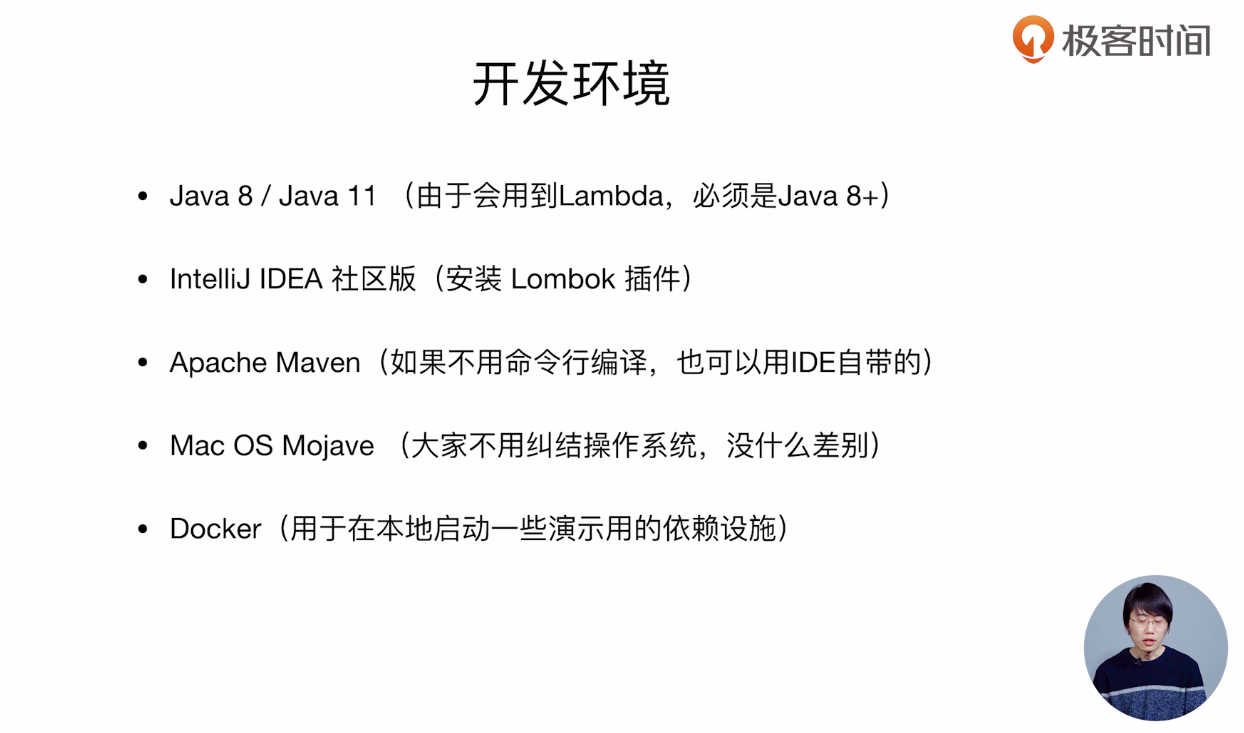 极客时间
开发环境
• Java 8 / Java 11 （由于会用到Lambda，必须是Java 8+）
• IntelliJ IDEA 社区版（安装 Lombok 插件）
• Apache Maven（如果不用命令行编译，也可以用IDE自带的）
• Mac OS Mojave （大家不用纠结操作系统，没什么差别）
• Docker（用于在本地启动一些演示用的依赖设施）